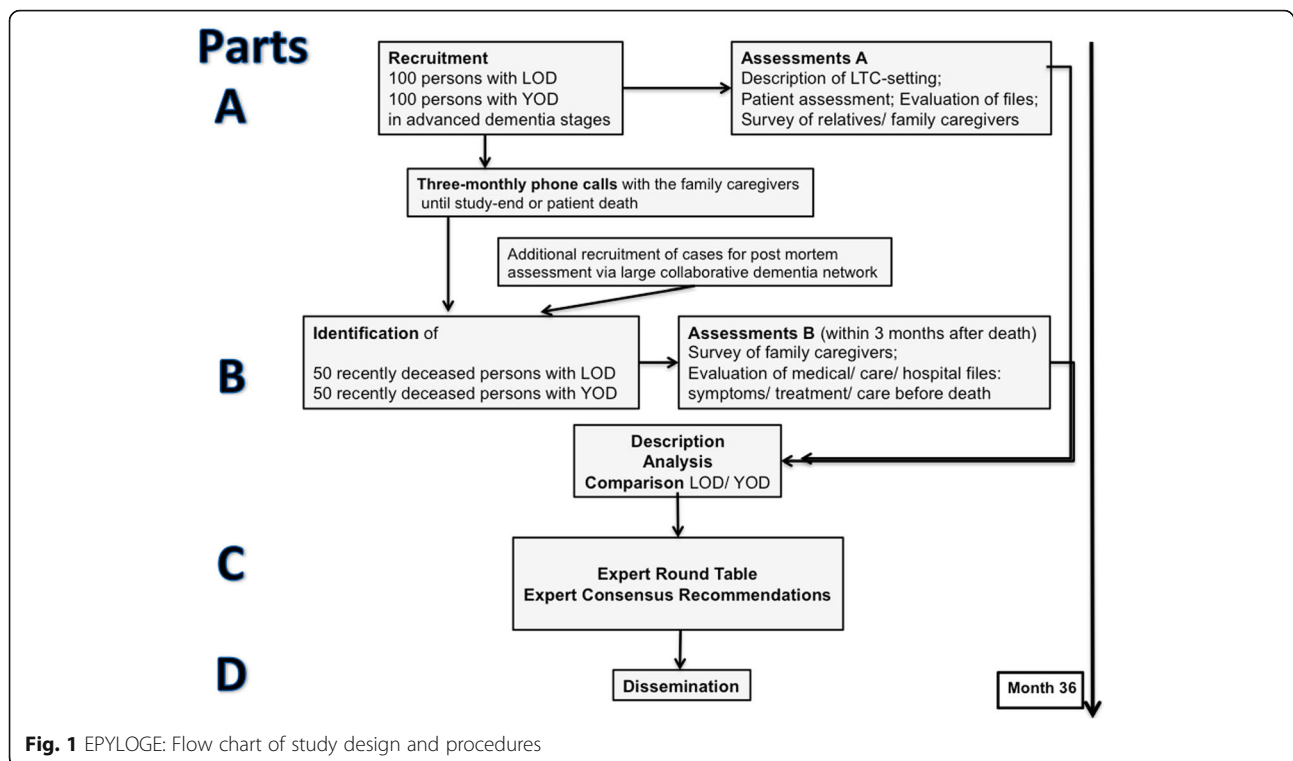 Parts
A
Recruitment
100 persons with LOD
100 persons with YOD
in advanced dementia stages
Assessments A
Description of LTC-setting;
Patient assessment; Evaluation of files;
Survey of relatives/ family caregivers
Three-monthly phone calls with the family caregivers
until study-end or patient death
Additional recruitment of cases for post mortem
assessment via large collaborative dementia network
B
Identification of
50 recently deceased persons with LOD
50 recently deceased persons with YOD
Assessments B (within 3 months after death)
Survey of family caregivers;
Evaluation of medical/ care/ hospital files:
symptoms/ treatment/ care before death
Description
Analysis
Comparison LOD/ YOD
C
Expert Round Table
Expert Consensus Recommendations
D
Dissemination
Month 36
Fig. 1 EPYLOGE: Flow chart of study design and procedures